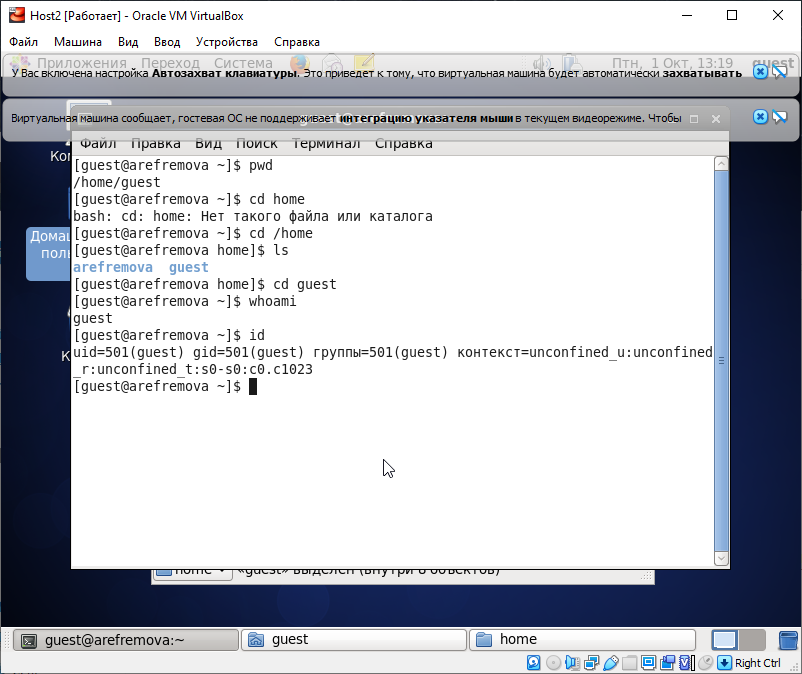 Host2 [Работает] - Oracle VM VirtualBox
Файл Машина Вид Ввод Устройства Справка
Приложения Переход Система Птн, 1 Окт, 13:19 guest
У Вас включена настройка Автозахват клавиатуры. Это приведет к тому, что виртуальная машина будет автоматически захватывать
Виртуальная машина сообщает, гостевая ОС не поддерживает интеграцию указателя мыши в текущем видеорежиме. Чтобы
Файл Правка Вид Поиск Терминал Справка
[guest@arefremova ~]$ pwd
/home/guest
[guest@arefremova ~]$ cd home
bash: cd: home: Нет такого файла или каталога
[guest@arefremova ~]$ cd /home
[guest@arefremova home]$ ls
arefremova guest
[guest@arefremova home]$ cd guest
[guest@arefremova ~]$ whoami
guest
[guest@arefremova ~]$ id
uid=501(guest) gid=501(guest) группы=501(guest) контекст=unconfined_u:unconfined
_r:unconfined_t:s0-s0:c0.c1023
[guest@arefremova ~]$
home «guest» выделен (внутри 8 объектов)
guest@arefremova:~ guest home
Right Ctrl